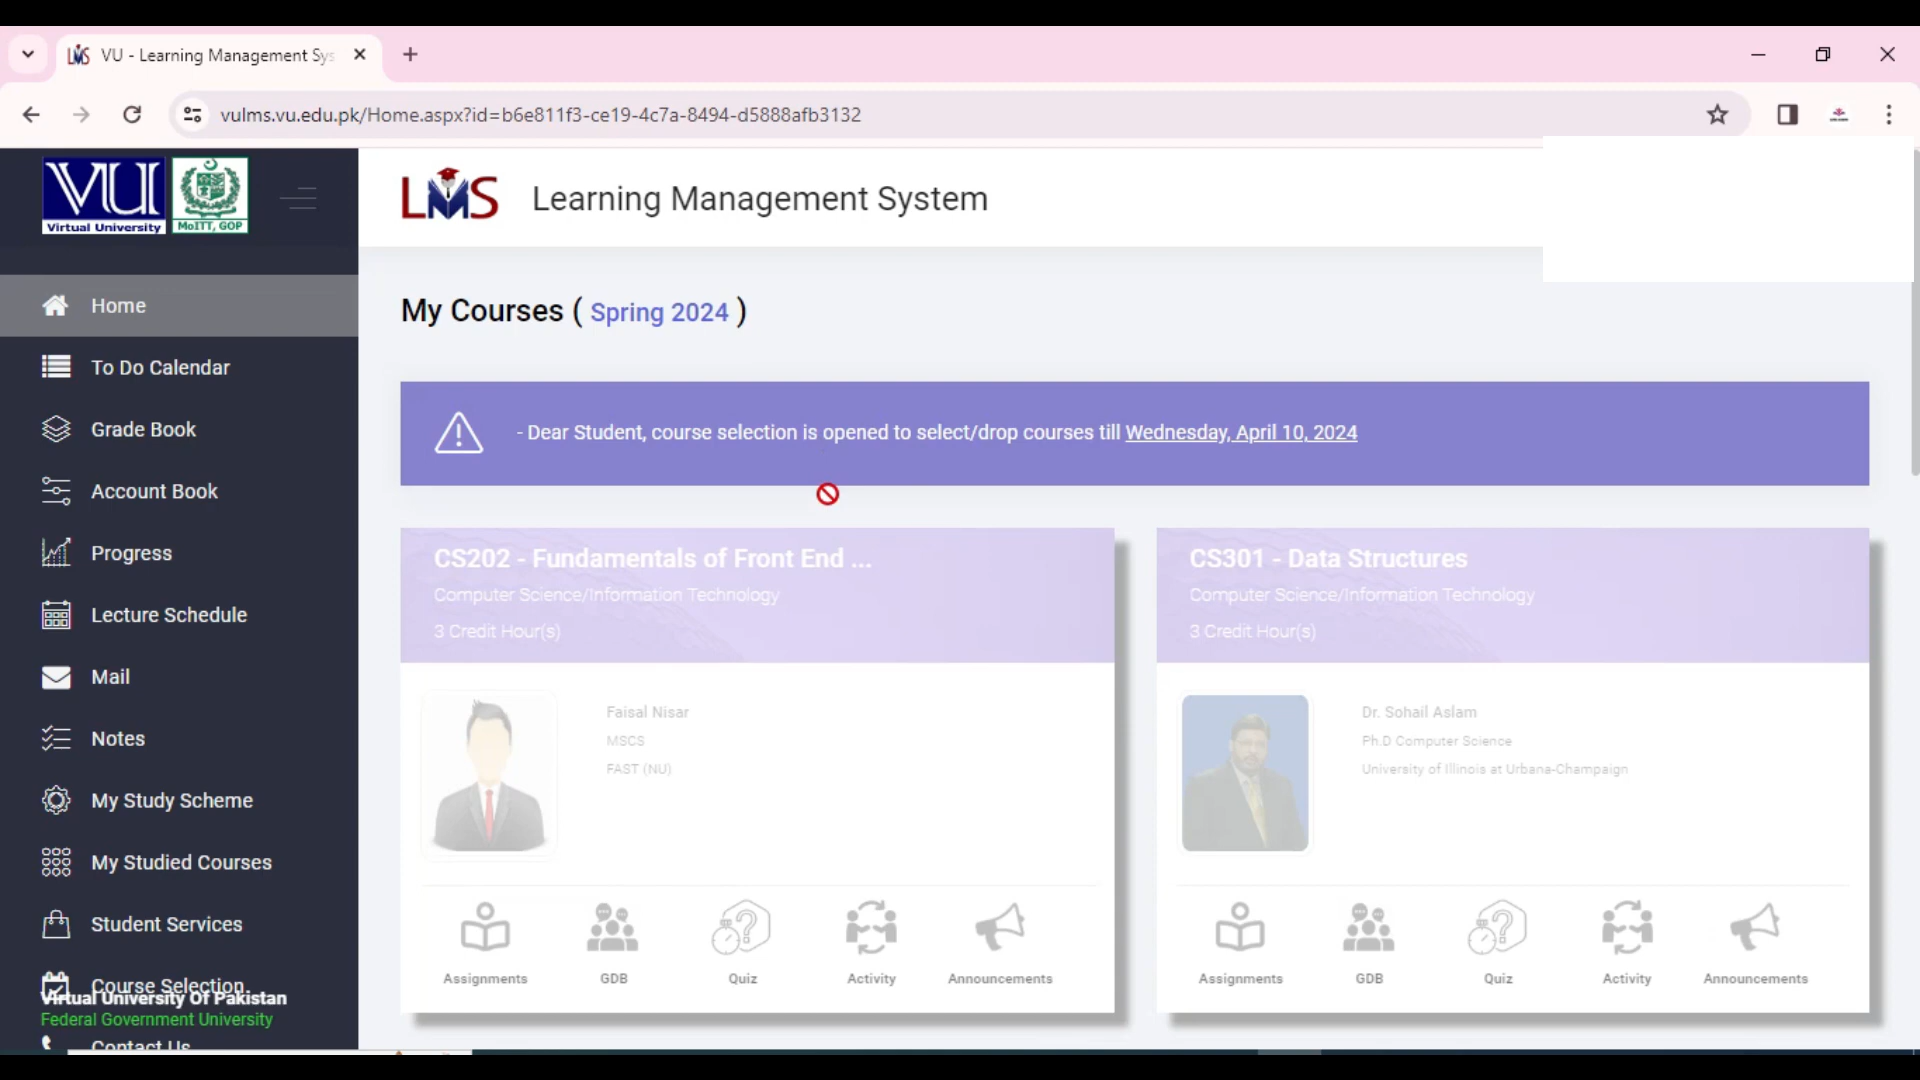 VU - Learning Management Sys
vulms.vu.edu.pk/Home.aspx?id=b6e811f3-ce19-4c7a-8494-d5888afb3132
VU
Virtual University
MoITT, GOP
LMS
Learning Management System
Home
To Do Calendar
Grade Book
Account Book
Progress
Lecture Schedule
Mail
Notes
My Study Scheme
My Studied Courses
Student Services
Course Selection
Virtual University Of Pakistan
Federal Government University
Contact Us
My Courses ( Spring 2024 )
- Dear Student, course selection is opened to select/drop courses till Wednesday, April 10, 2024
CS202 - Fundamentals of Front End ...
Computer Science/Information Technology
3 Credit Hour(s)
Faisal Nisar
MSCS
FAST (NU)
Assignments GDB Quiz Activity Announcements
CS301 - Data Structures
Computer Science/Information Technology
3 Credit Hour(s)
Dr. Sohail Aslam
Ph.D Computer Science
University of Illinois at Urbana-Champaign
Assignments GDB Quiz Activity Announcements